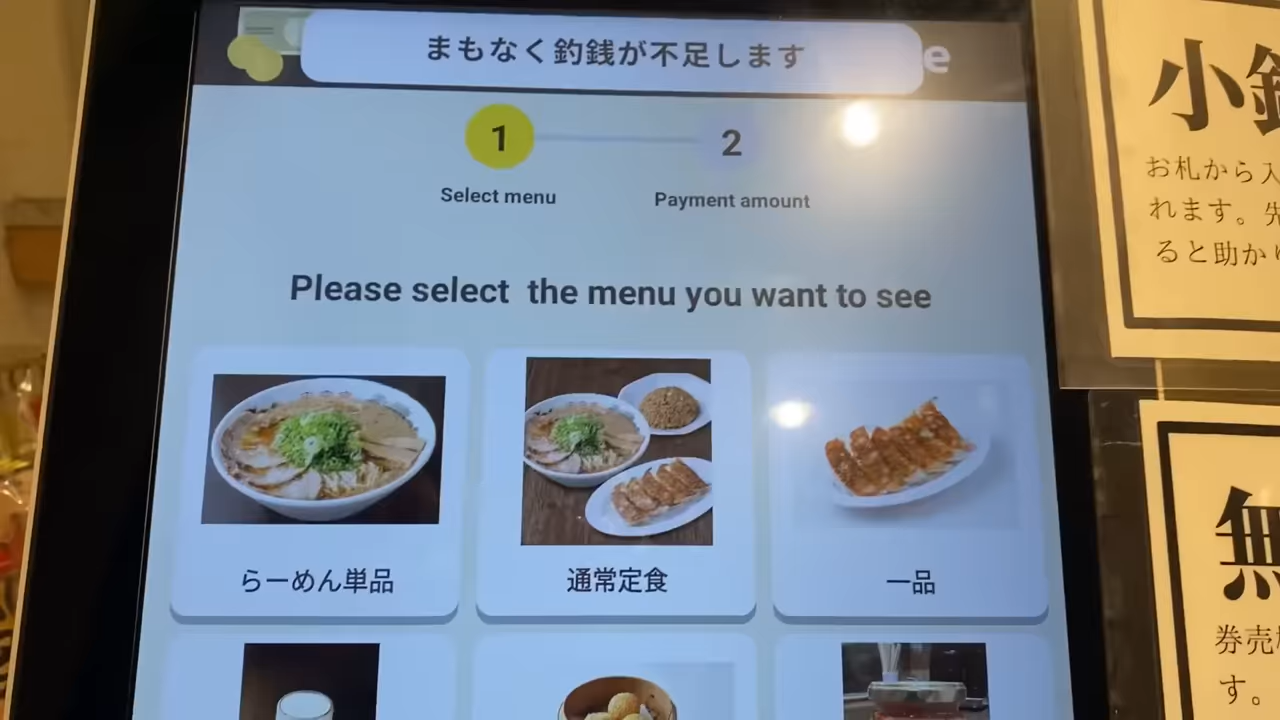 まもなく釣銭が不足します
e
1
2
Select menu
Payment amount
Please select the menu you want to see
らーめん単品
通常定食
一品
小
お札から入
れます。先
ると助かり
無
券売機
す。